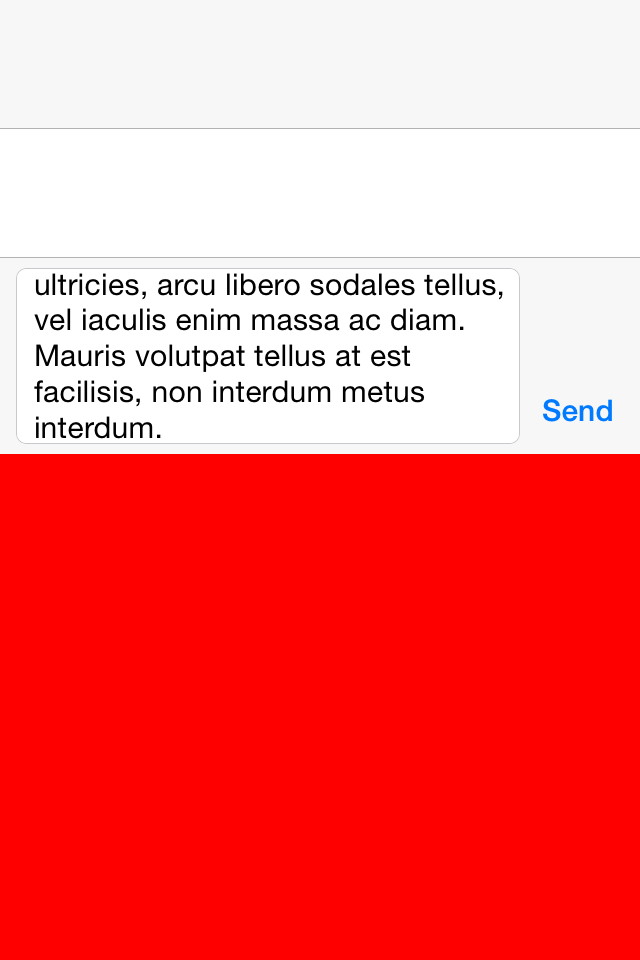 ultricies, arcu libero sodales tellus,
vel iaculis enim massa ac diam.
Mauris volutpat tellus at est
facilisis, non interdum metus
interdum.
Send